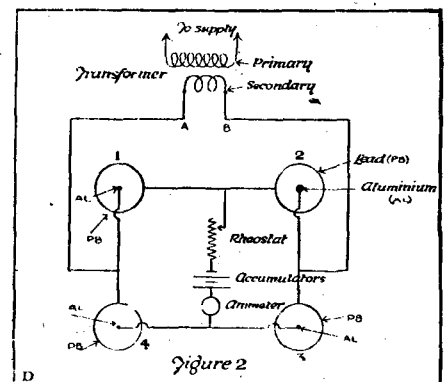 To supply
Primary
Transformer
Secondary
A B
1 2
Lead (PB)
AL
Aluminium
(AL)
PB
Rheostat
Accumulators
Ammeter
AL PB
PB 4 3 AL
Figure 2
D